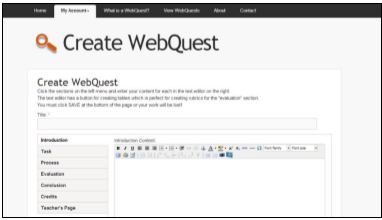 Home My Account What is a WebQuest? View WebQuests About Contact
Create WebQuest
Create WebQuest
Click the sections on the left menu and enter your content for each in the text editor on the right.
The text editor has a button for creating tables which is perfect for creating rubrics for the "evaluation" section.
You must click SAVE at the bottom of the page or your work will be lost!
Title: *
Introduction
Introduction Content:
Font family
Font size
Task
Process
Evaluation
Conclusion
Credits
Teacher's Page